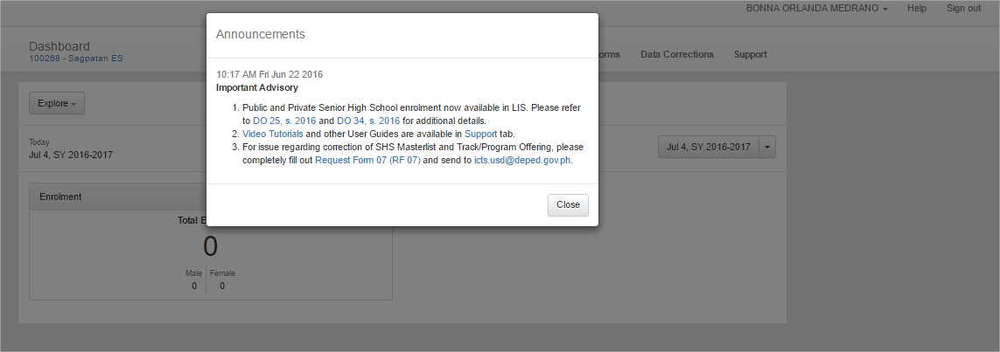 BONNA ORLANDA MEDRANO Help Sign out
Announcements
Dashboard
100268 - Sagpatan ES
orms Data Corrections Support
10:17 AM Fri Jun 22 2016
Important Advisory
Explore
1. Public and Private Senior High School enrolment now available in LIS. Please refer
to DO 25, s. 2016 and DO 34, s. 2016 for additional details.
2. Video Tutorials and other User Guides are available in Support tab.
3. For issue regarding correction of SHS Masterlist and Track/Program Offering, please
completely fill out Request Form 07 (RF 07) and send to icts.usd@deped.gov.ph.
Today
Jul 4, SY 2016-2017
Jul 4, SY 2016-2017
Close
Enrolment
Total E
0
Male Female
0 0